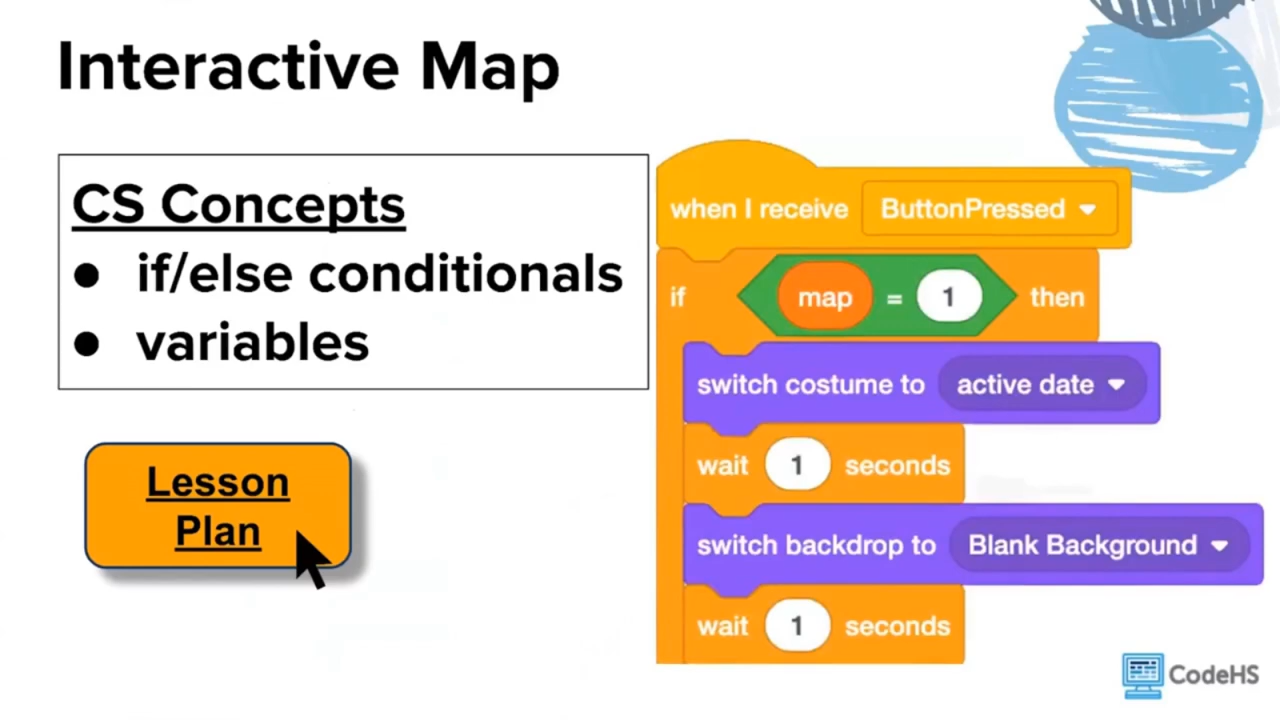 Interactive Map
CS Concepts
● if/else conditionals
● variables
Lesson
Plan
when I receive ButtonPressed
if map = 1 then
switch costume to active date
wait 1 seconds
switch backdrop to Blank Background
wait 1 seconds
CodeHS